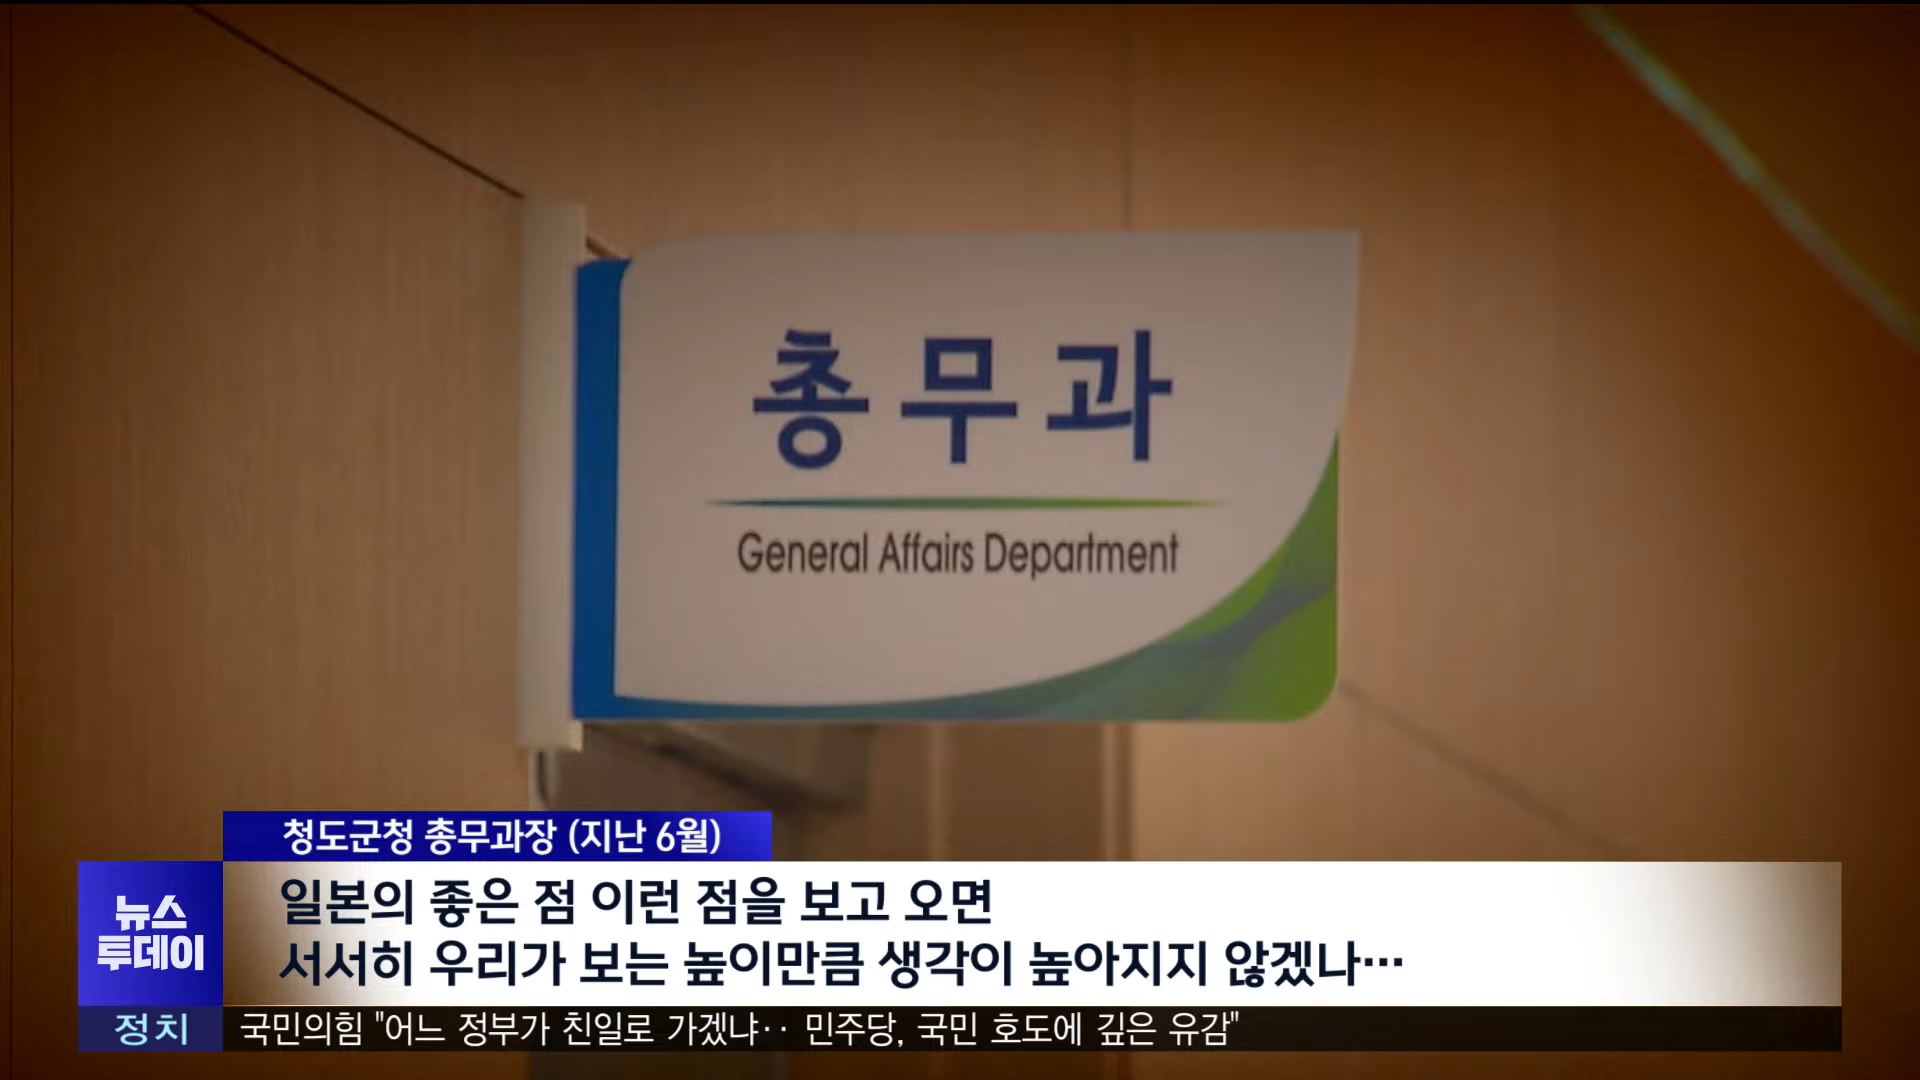 총무과
General Affairs Department
청도군청 총무과장 (지난 6월)
뉴스
투데이
일본의 좋은 점 이런 점을 보고 오면
서서히 우리가 보는 높이만큼 생각이 높아지지 않겠나…
정치
국민의힘 "어느 정부가 친일로 가겠냐‥ 민주당, 국민 호도에 깊은 유감"